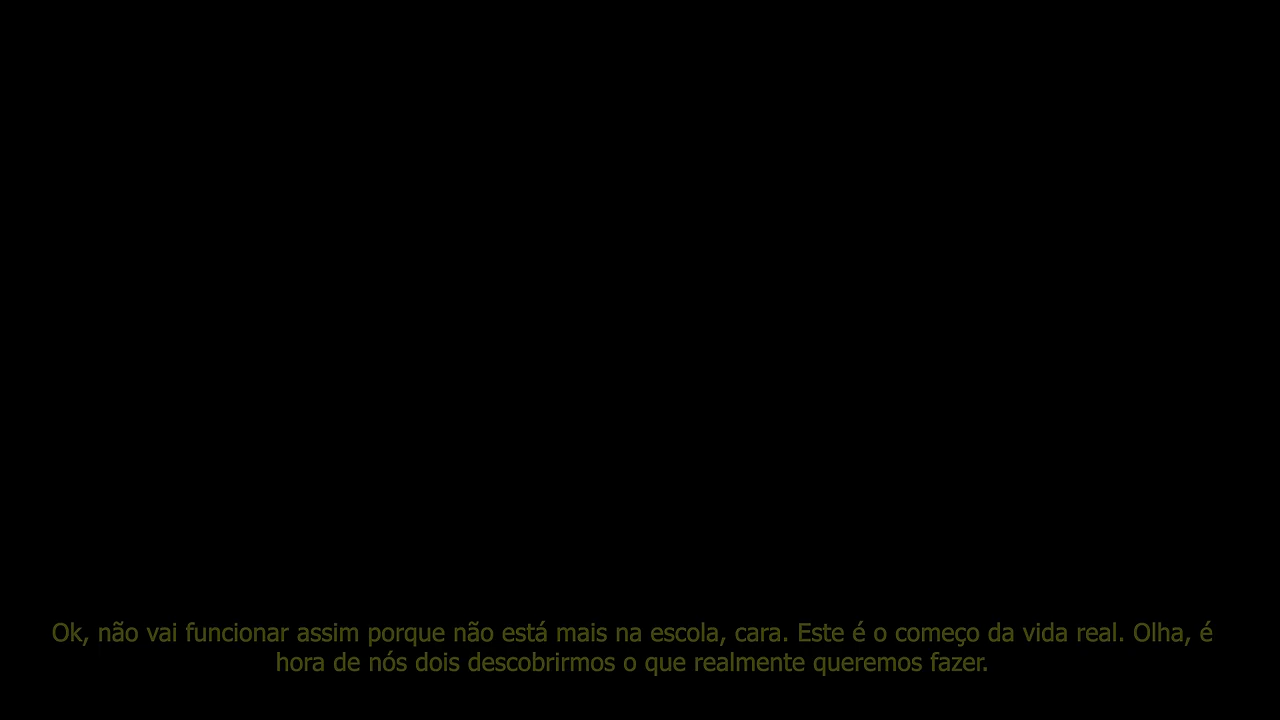 Ok, não vai funcionar assim porque não está mais na escola, cara. Este é o começo da vida real. Olha, é
hora de nós dois descobrirmos o que realmente queremos fazer.